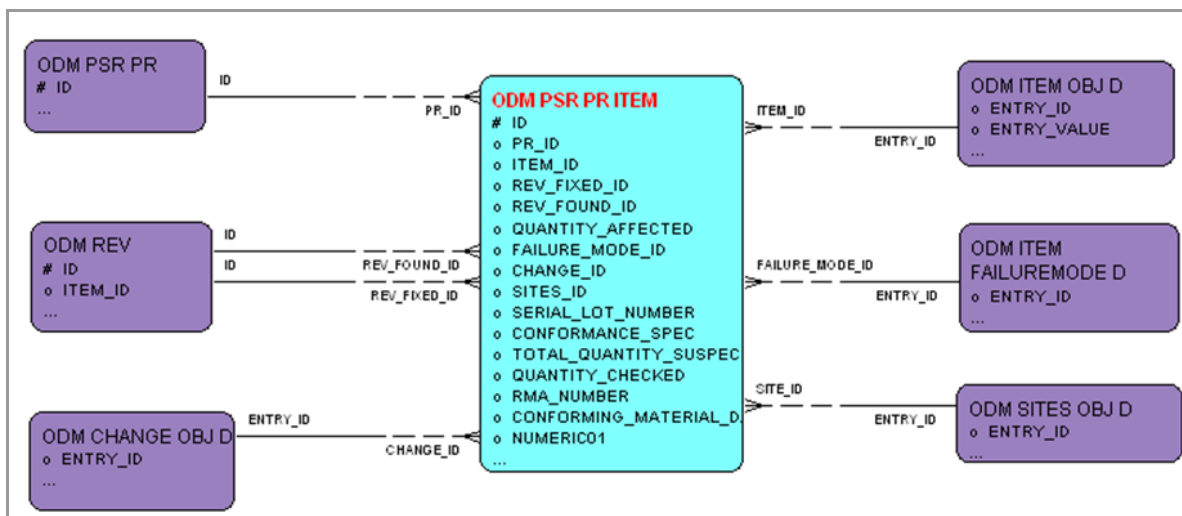 ODM PSR PR
# ID
...
ID
PR_ID
ODM REV
# ID
o ITEM_ID
...
ID
REV_FOUND_ID
ID
REV_FIXED_ID
ODM CHANGE OBJ D
o ENTRY_ID
...
ENTRY_ID
CHANGE_ID
ODM PSR PR ITEM
# ID
o PR_ID
o ITEM_ID
o REV_FIXED_ID
o REV_FOUND_ID
o QUANTITY_AFFECTED
o FAILURE_MODE_ID
o CHANGE_ID
o SITES_ID
o SERIAL_LOT_NUMBER
o CONFORMANCE_SPEC
o TOTAL_QUANTITY_SUSPEC
o QUANTITY_CHECKED
o RMA_NUMBER
o CONFORMING_MATERIAL_D.
o NUMERIC01
...
ITEM_ID
ENTRY_ID
ODM ITEM OBJ D
o ENTRY_ID
o ENTRY_VALUE
...
FAILURE_MODE_ID
ENTRY_ID
ODM ITEM
FAILUREMODE D
o ENTRY_ID
...
SITE_ID
ENTRY_ID
ODM SITES OBJ D
o ENTRY_ID
...